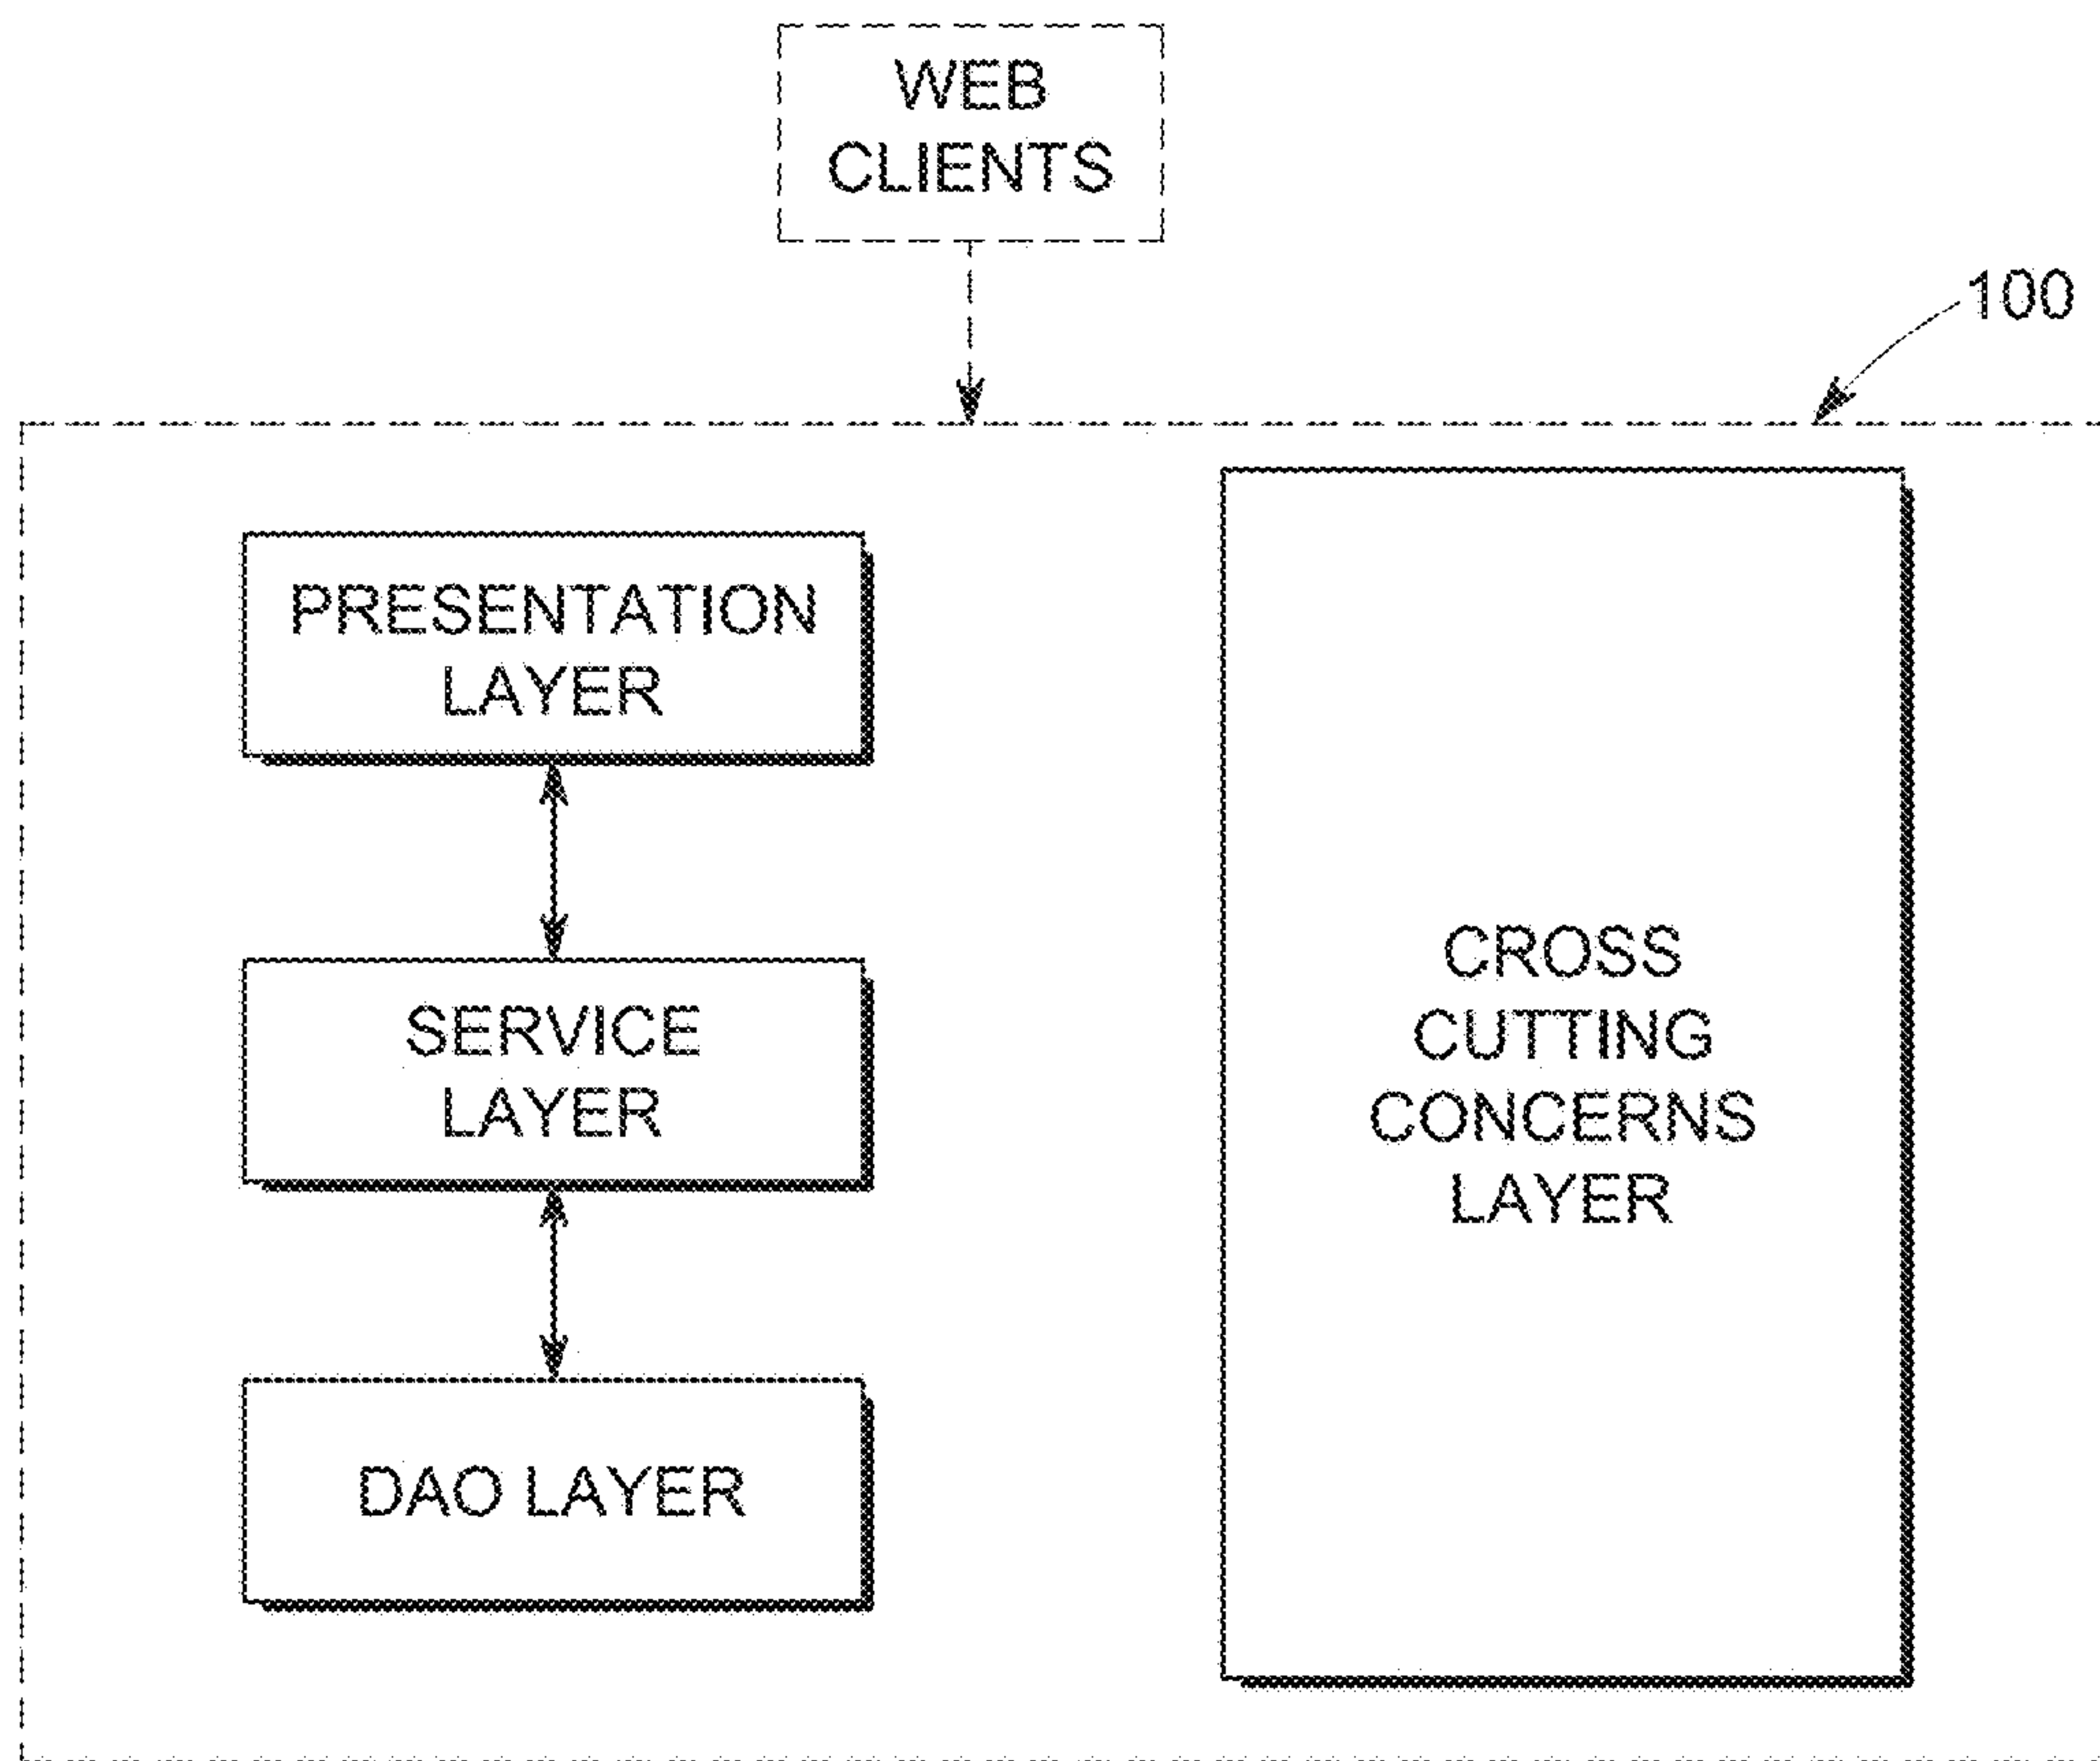 WEB
CLIENTS
100
PRESENTATION
LAYER
SERVICE
LAYER
DAO LAYER
CROSS
CUTTING
CONCERNS
LAYER